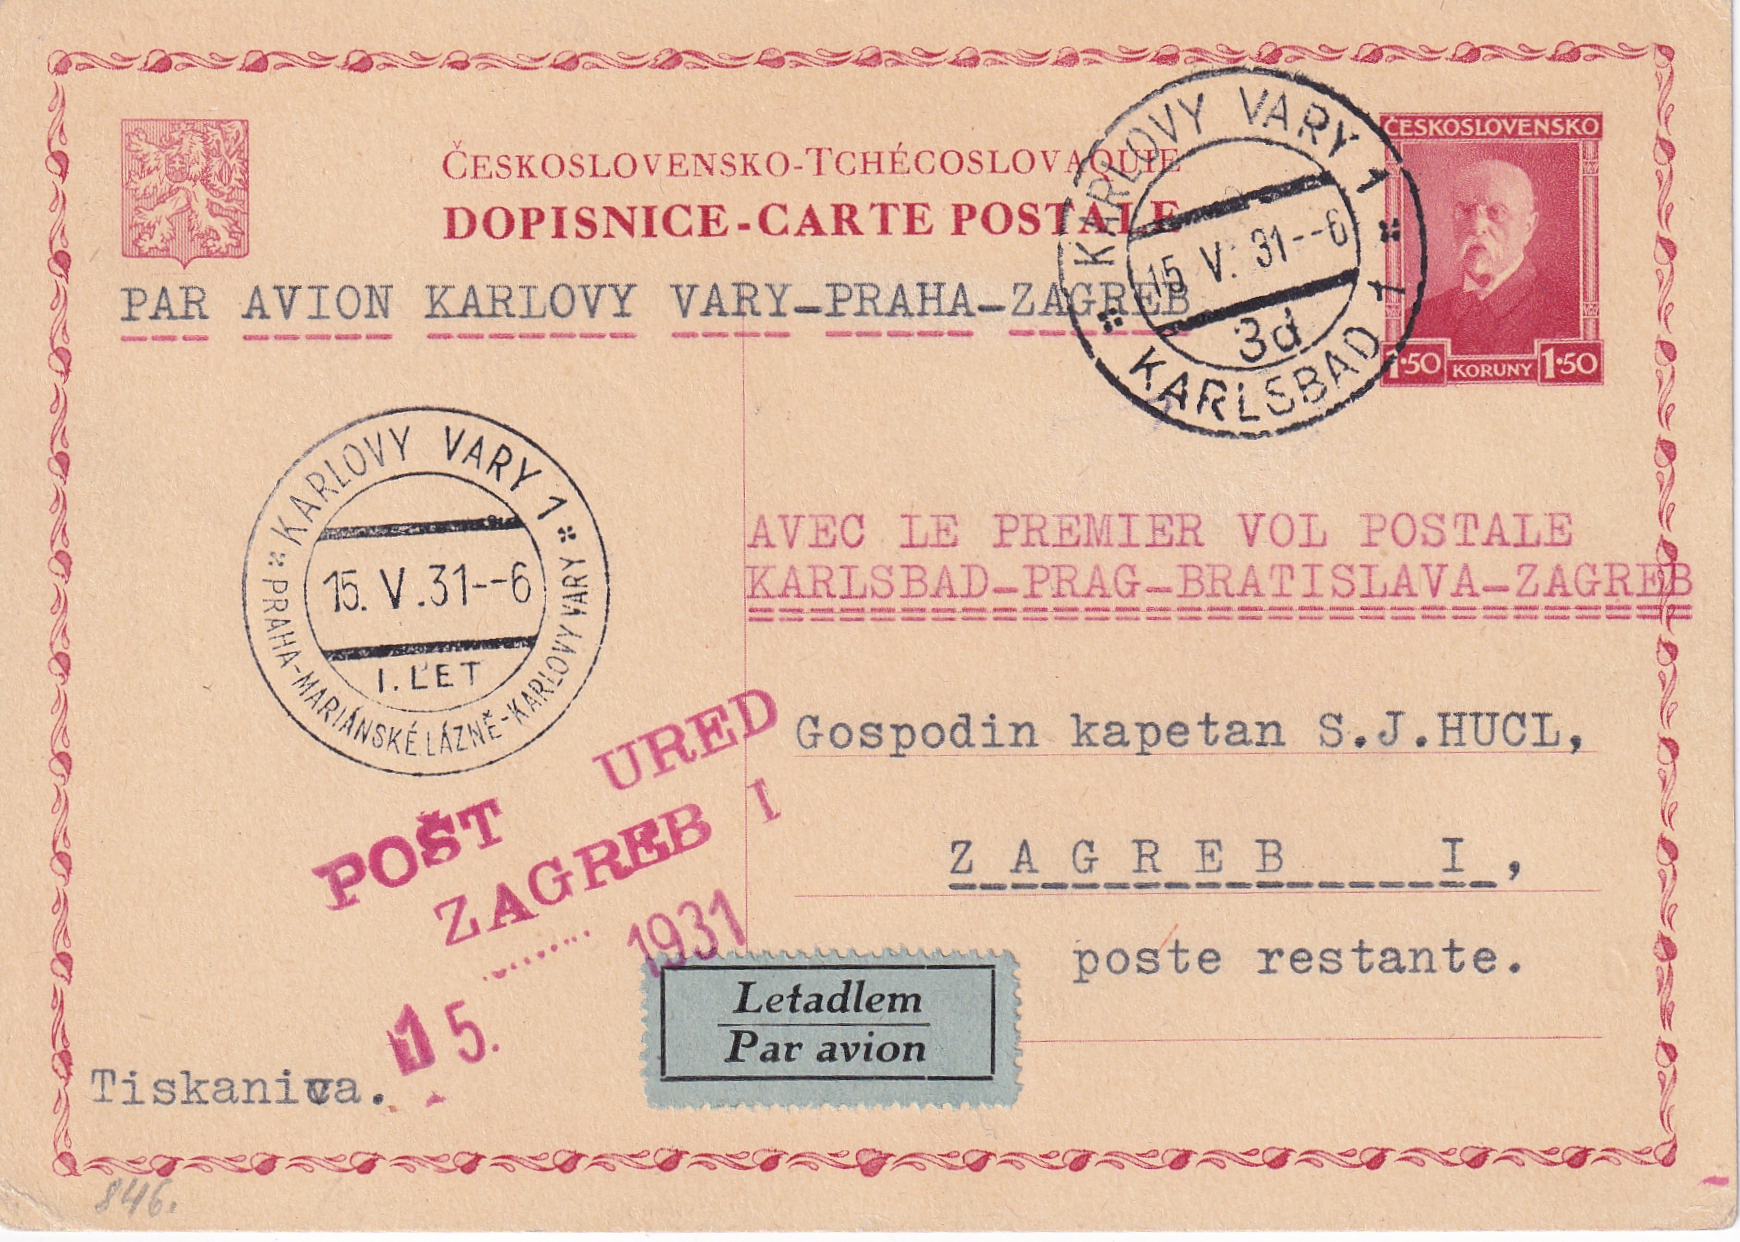 ČESKOSLOVENSKO-TCHÉCOSLOVAQUIE
DOPISNICE-CARTE POSTALE
ČESKOSLOVENSKO
1·50 KORUNY 1·50
PAR AVION KARLOVY VARY-PRAHA-ZAGREB
KARLOVY VARY 1
15 V. 31--6
3d
KARLSBAD 1
KARLOVY VARY 1
15. V. 31--6
I. LET
PRAHA-MARIÁNSKÉ LÁZNĚ-KARLOVY VARY
AVEC LE PREMIER VOL POSTALE
KARLSBAD-PRAG-BRATISLAVA-ZAGREB
Gospodin kapetan S.J.HUCL,
Z A G R E B I,
poste restante.
POŠT URED
ZAGREB 1
1931
15.
Letadlem
Par avion
Tiskanica.
846.